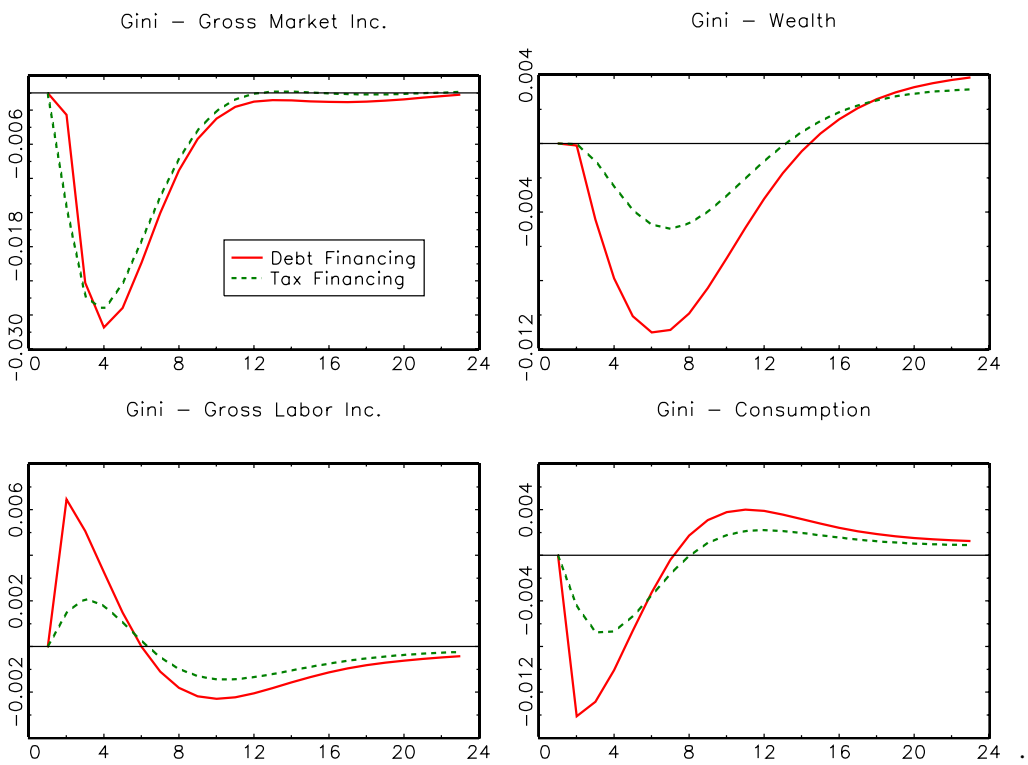 Gini – Gross Market Inc.
-0.006
-0.018
-0.030
0 4 8 12 16 20 24
Debt Financing
Tax Financing
Gini – Wealth
0.004
-0.004
-0.012
0 4 8 12 16 20 24
Gini – Gross Labor Inc.
0.006
0.002
-0.002
0 4 8 12 16 20 24
Gini – Consumption
0.004
-0.004
-0.012
0 4 8 12 16 20 24
.